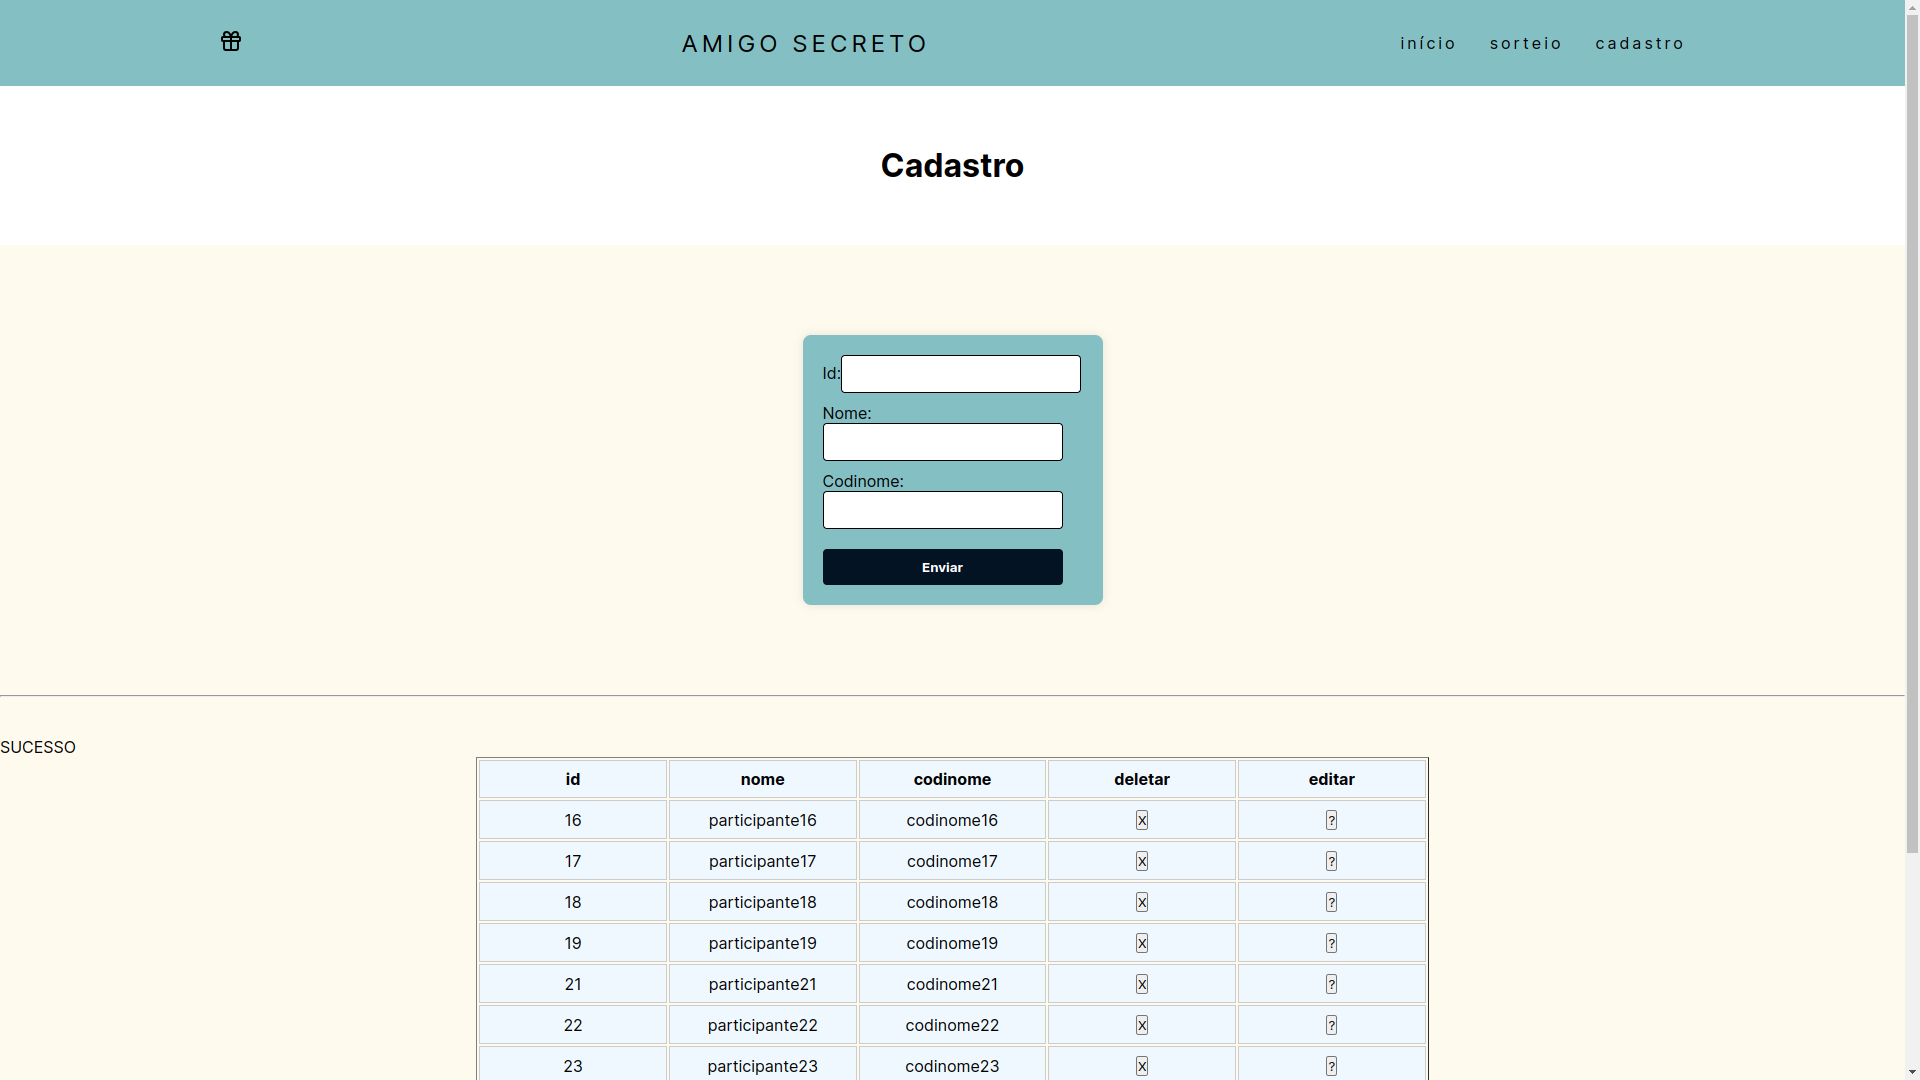 AMIGO SECRETO
início sorteio cadastro
Cadastro
Id:
Nome:
Codinome:
Enviar
SUCESSO
id nome codinome deletar editar
16 participante16 codinome16 X ?
17 participante17 codinome17 X ?
18 participante18 codinome18 X ?
19 participante19 codinome19 X ?
21 participante21 codinome21 X ?
22 participante22 codinome22 X ?
23 participante23 codinome23 X ?